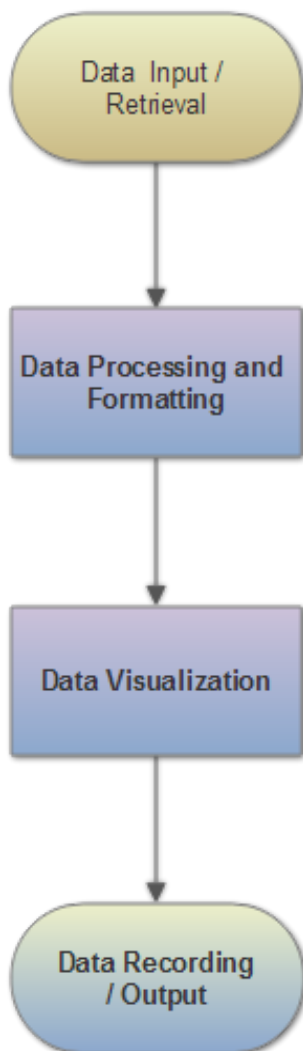 Data Input /
Retrieval
Data Processing and
Formatting
Data Visualization
Data Recording
/ Output